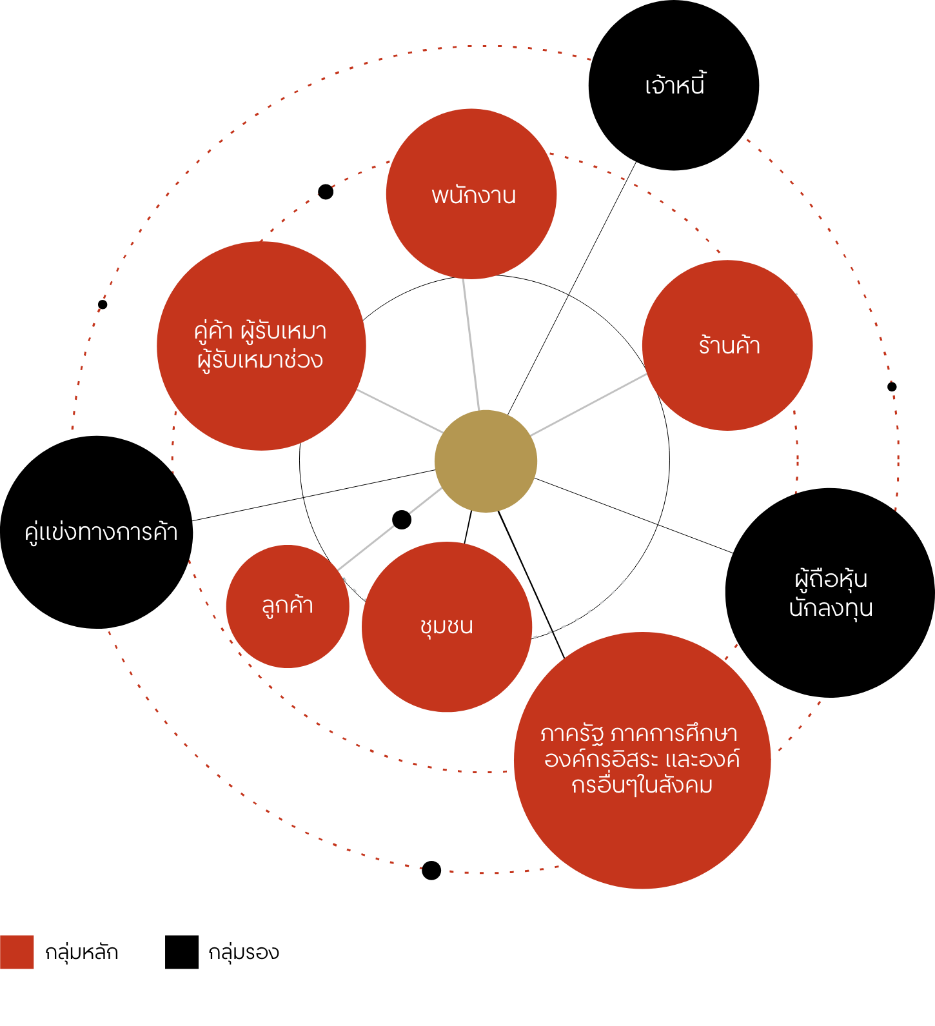 เจ้าหนี้
พนักงาน
คู่ค้า ผู้รับเหมา
ผู้รับเหมาช่วง
ร้านค้า
คู่แข่งทางการค้า
ผู้ถือหุ้น
นักลงทุน
ลูกค้า
ชุมชน
ภาครัฐ ภาคการศึกษา
องค์กรอิสระ และองค์
กรอื่นๆในสังคม
กลุ่มหลัก
กลุ่มรอง